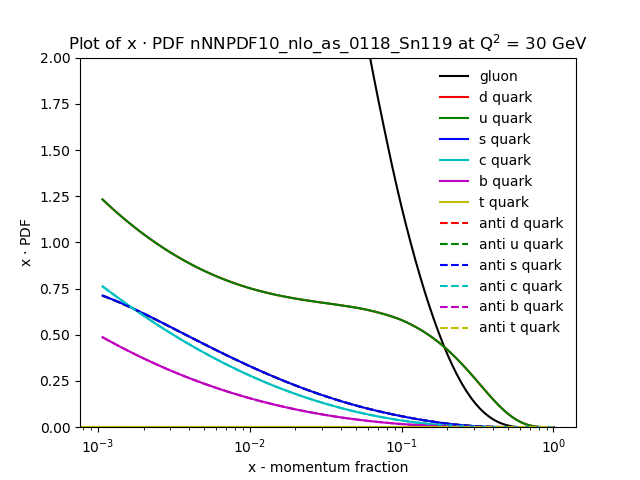 Plot of x · PDF nNNPDF10_nlo_as_0118_Sn119 at Q² = 30 GeV
2.00
1.75
1.50
1.25
1.00
0.75
0.50
0.25
0.00
x · PDF
gluon
d quark
u quark
s quark
c quark
b quark
t quark
anti d quark
anti u quark
anti s quark
anti c quark
anti b quark
anti t quark
10⁻³ 10⁻² 10⁻¹ 10⁰
x - momentum fraction